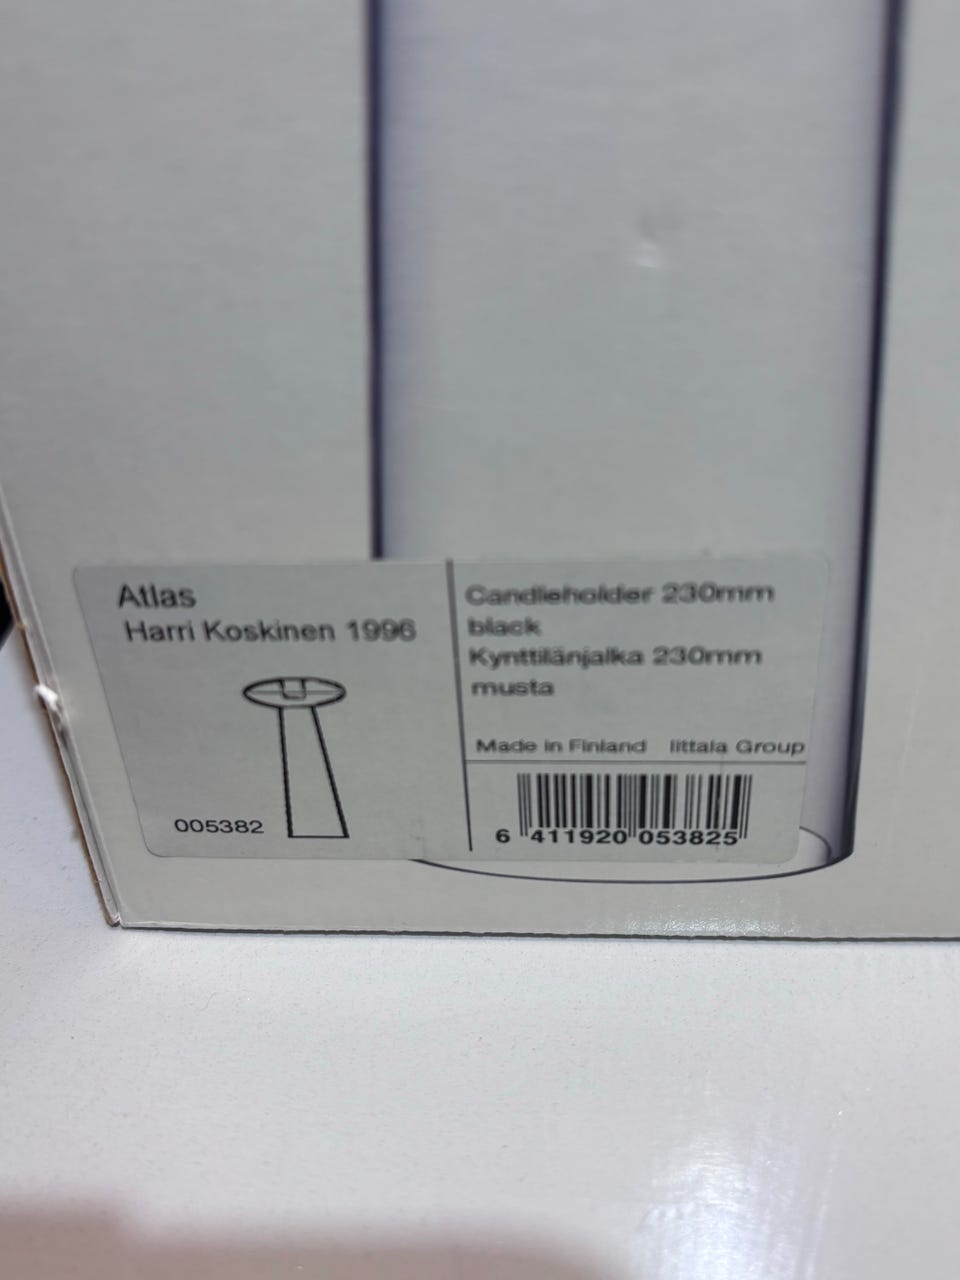 Atlas
Harri Koskinen 1996
005382
Candleholder 230mm
black
Kynttilänjalka 230mm
musta
Made in Finland Iittala Group
6 411920 053825